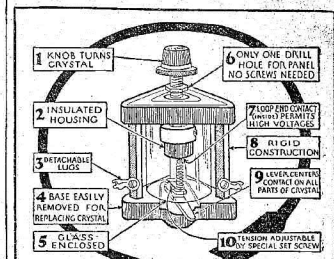 1 KNOB TURNS
CRYSTAL
2 INSULATED
HOUSING
3 DETACHABLE
LUGS
4 BASE EASILY
REMOVED FOR
REPLACING CRYSTAL
5 GLASS
ENCLOSED
6 ONLY ONE DRILL
HOLE FOR PANEL
NO SCREWS NEEDED
7 LOOP END CONTACT
(INSIDE) PERMITS
HIGH VOLTAGES
8 RIGID
CONSTRUCTION
9 LEVER CENTERS
CONTACT ON ALL
PARTS OF CRYSTAL
10 TENSION ADJUSTABLE
BY SPECIAL SET SCREW